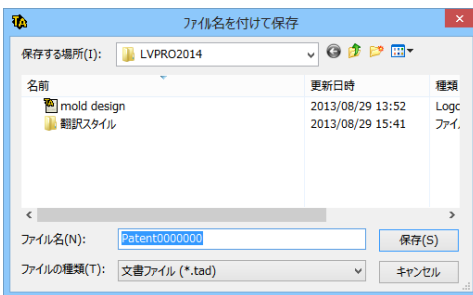 ファイル名を付けて保存
保存する場所(I): LVPRO2014
名前 更新日時 種類
mold design 2013/08/29 13:52 Logo
翻訳スタイル 2013/08/29 15:41 ファイ
ファイル名(N): Patent0000000 保存(S)
ファイルの種類(T): 文書ファイル (*.tad) キャンセル